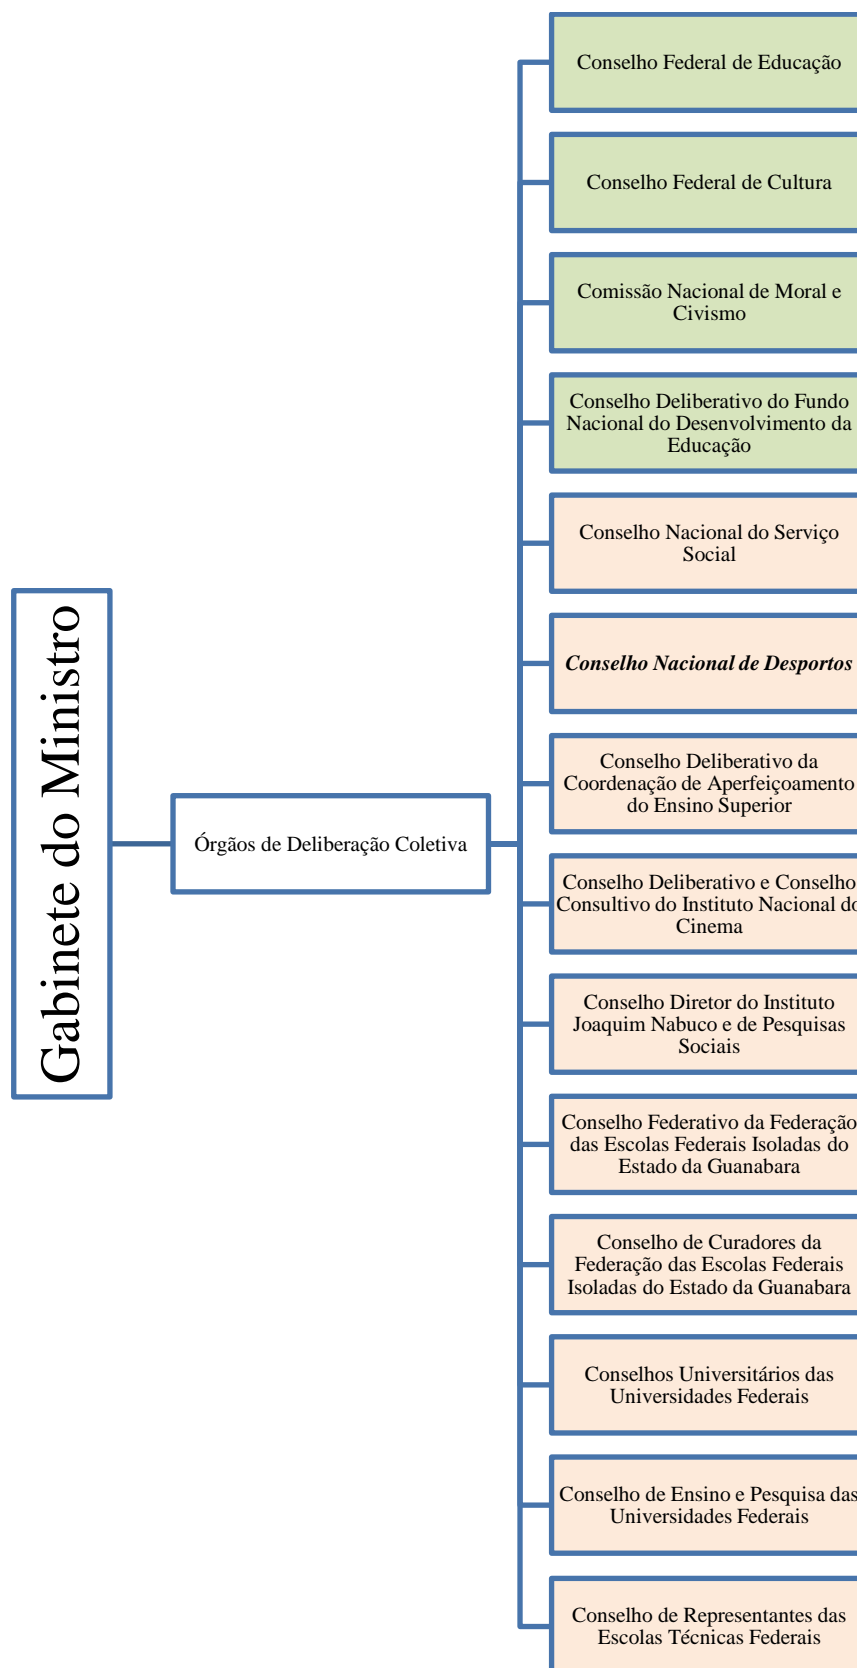 Gabinete do Ministro
Órgãos de Deliberação Coletiva
Conselho Federal de Educação
Conselho Federal de Cultura
Comissão Nacional de Moral e
Civismo
Conselho Deliberativo do Fundo
Nacional do Desenvolvimento da
Educação
Conselho Nacional do Serviço
Social
Conselho Nacional de Desportos
Conselho Deliberativo da
Coordenação de Aperfeiçoamento
do Ensino Superior
Conselho Deliberativo e Conselho
Consultivo do Instituto Nacional do
Cinema
Conselho Diretor do Instituto
Joaquim Nabuco e de Pesquisas
Sociais
Conselho Federativo da Federação
das Escolas Federais Isoladas do
Estado da Guanabara
Conselho de Curadores da
Federação das Escolas Federais
Isoladas do Estado da Guanabara
Conselhos Universitários das
Universidades Federais
Conselho de Ensino e Pesquisa das
Universidades Federais
Conselho de Representantes das
Escolas Técnicas Federais